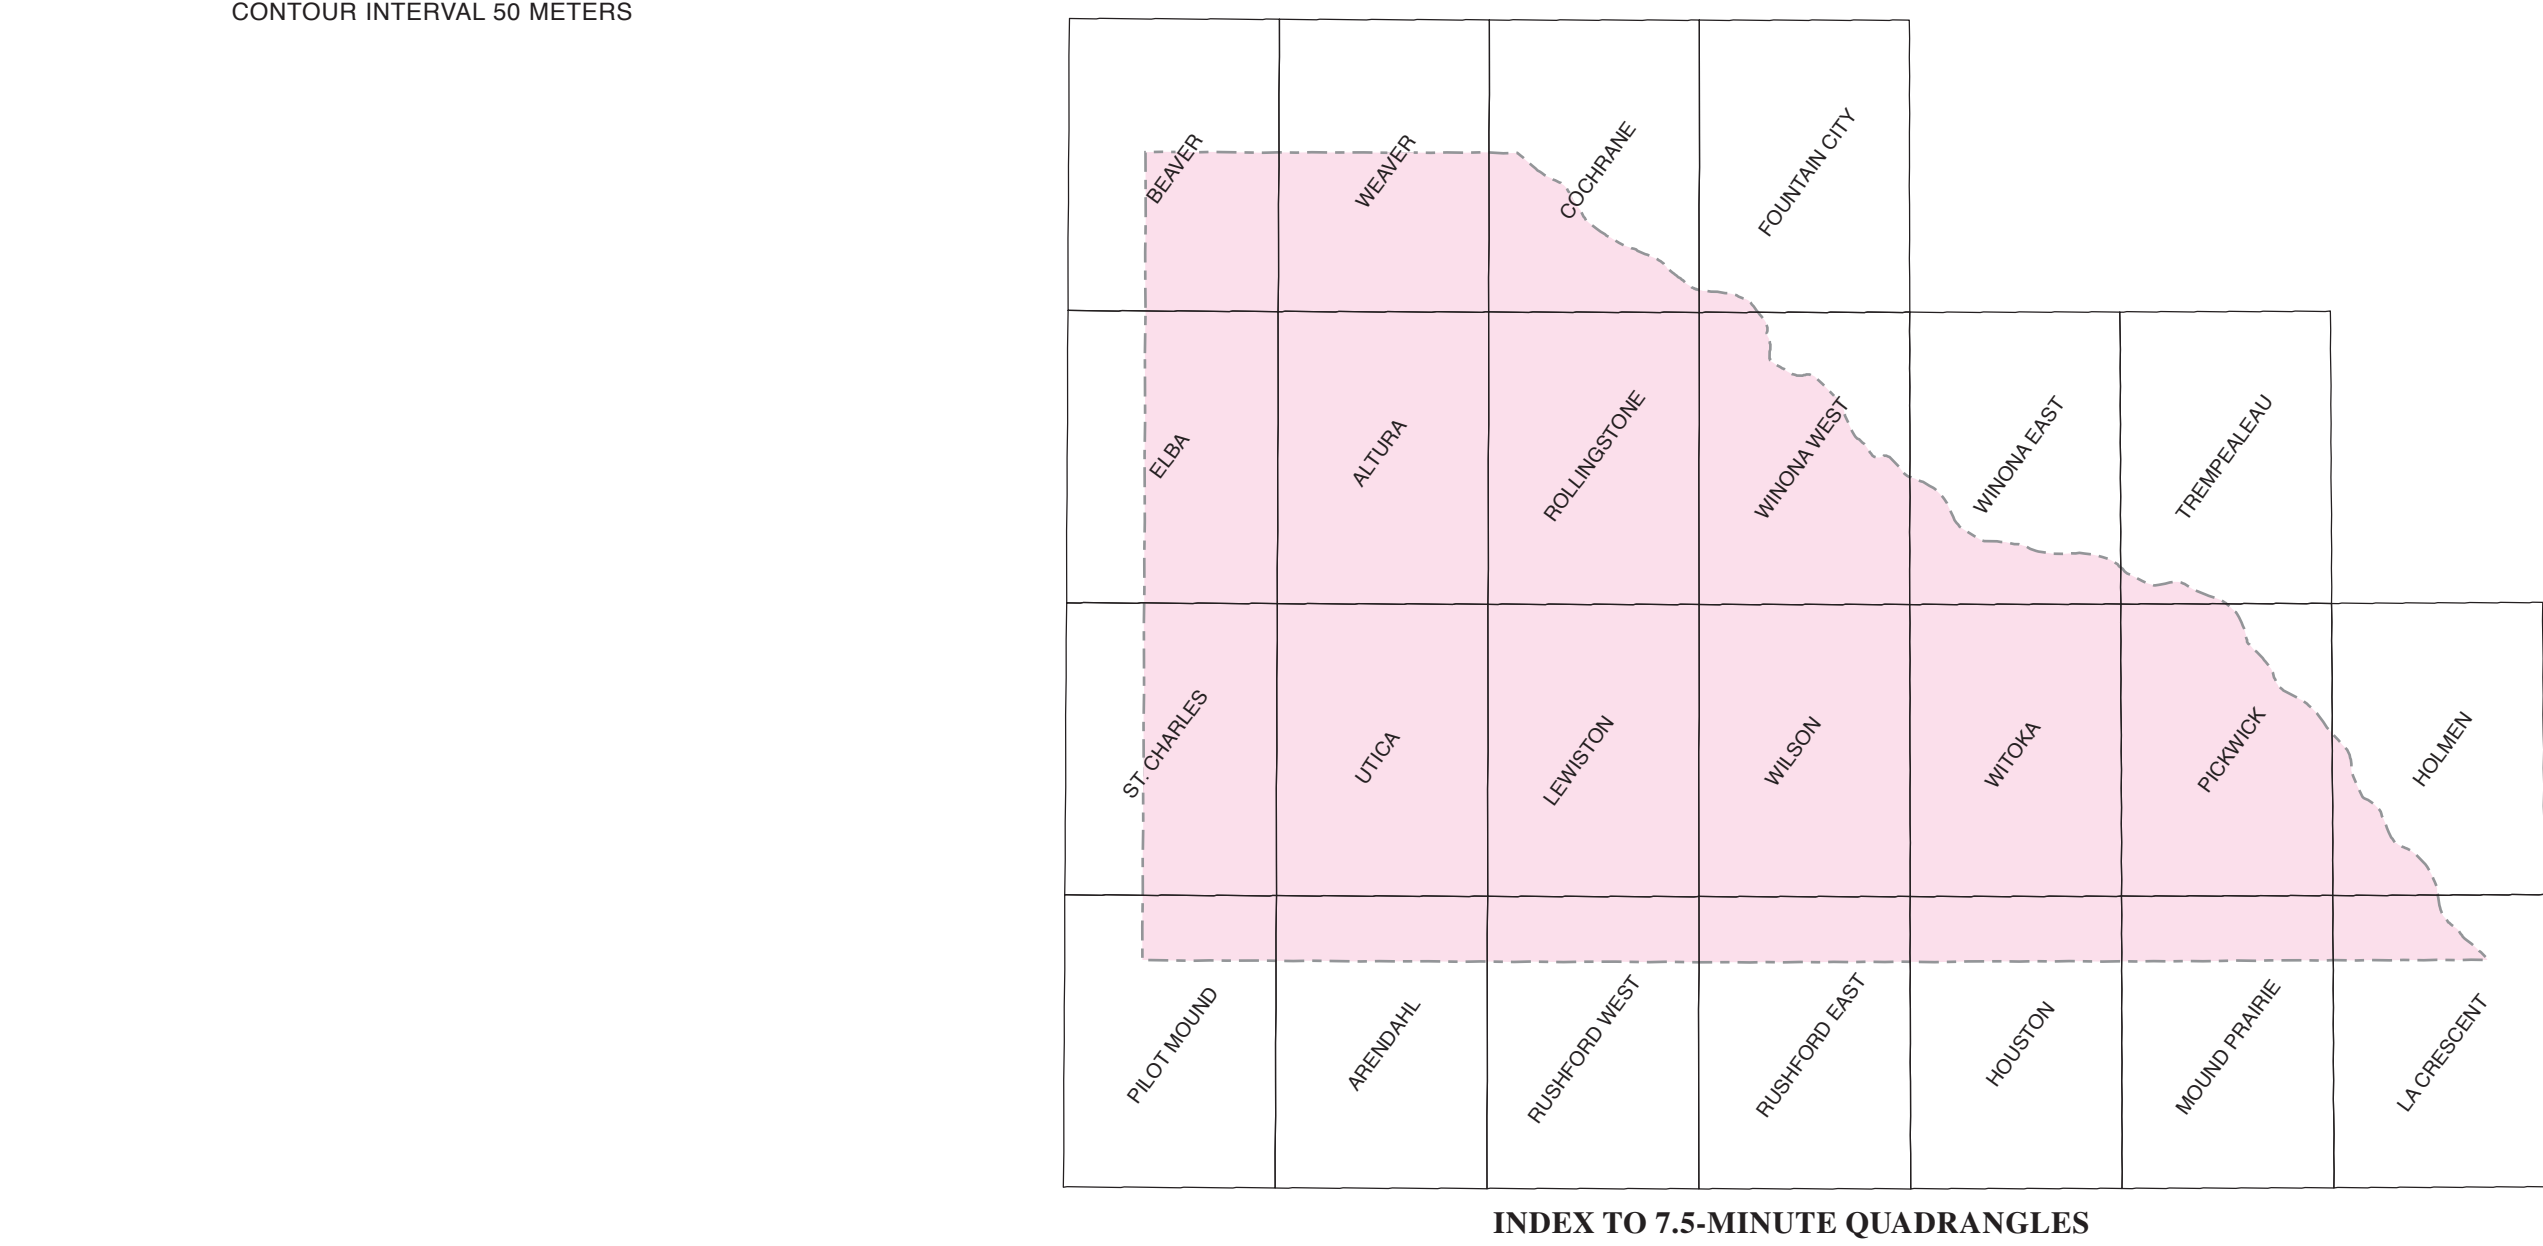 CONTOUR INTERVAL 50 METERS
BEAVER
WEAVER
COCHRANE
FOUNTAIN CITY
ELBA
ALTURA
ROLLINGSTONE
WINONA WEST
WINONA EAST
TREMPEALEAU
ST. CHARLES
UTICA
LEWISTON
WILSON
WITOKA
PICKWICK
HOLMEN
PILOT MOUND
ARENDAHL
RUSHFORD WEST
RUSHFORD EAST
HOUSTON
MOUND PRAIRIE
LA CRESCENT
INDEX TO 7.5-MINUTE QUADRANGLES